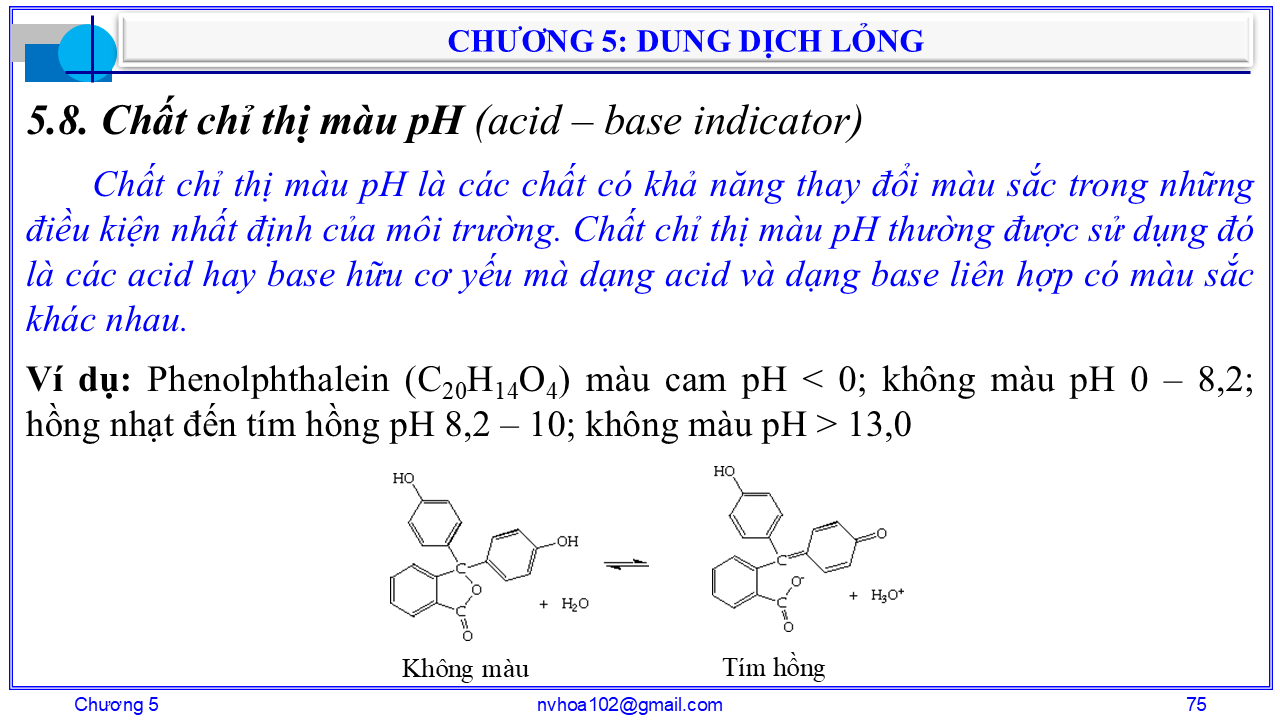 CHƯƠNG 5: DUNG DỊCH LỎNG
5.8. Chất chỉ thị màu pH (acid – base indicator)
Chất chỉ thị màu pH là các chất có khả năng thay đổi màu sắc trong những
điều kiện nhất định của môi trường. Chất chỉ thị màu pH thường được sử dụng đó
là các acid hay base hữu cơ yếu mà dạng acid và dạng base liên hợp có màu sắc
khác nhau.
Ví dụ: Phenolphthalein (C₂₀H₁₄O₄) màu cam pH < 0; không màu pH 0 – 8,2;
hồng nhạt đến tím hồng pH 8,2 – 10; không màu pH > 13,0
HO
OH
C
O
C
O
+ H₂O
HO
O
C
O⁻
C
O
+ H₃O⁺
Không màu
Tím hồng
Chương 5
nvhoa102@gmail.com
75